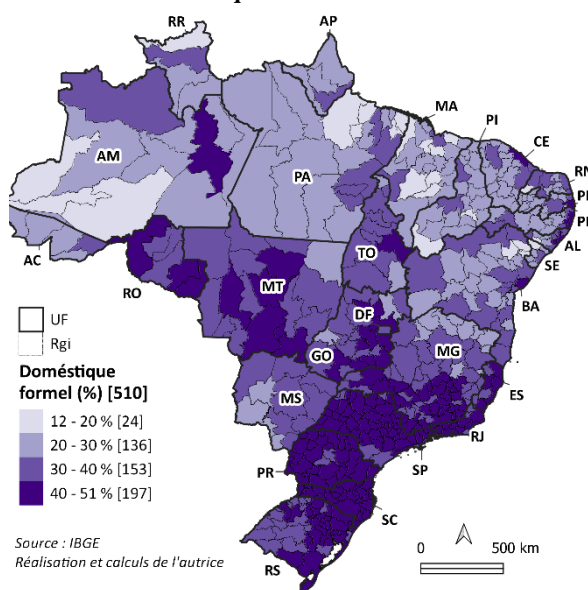 RR
AP
AM
PA
MA
PI
CE
RN
AC
RO
MT
TO
AL
SE
BA
DF
GO
MG
MS
ES
RJ
SP
PR
SC
RS
UF
Rgi
Doméstique
formel (%) [510]
12 - 20 % [24]
20 - 30 % [136]
30 - 40 % [153]
40 - 51 % [197]
Source : IBGE
Réalisation et calculs de l'autrice
0 500 km